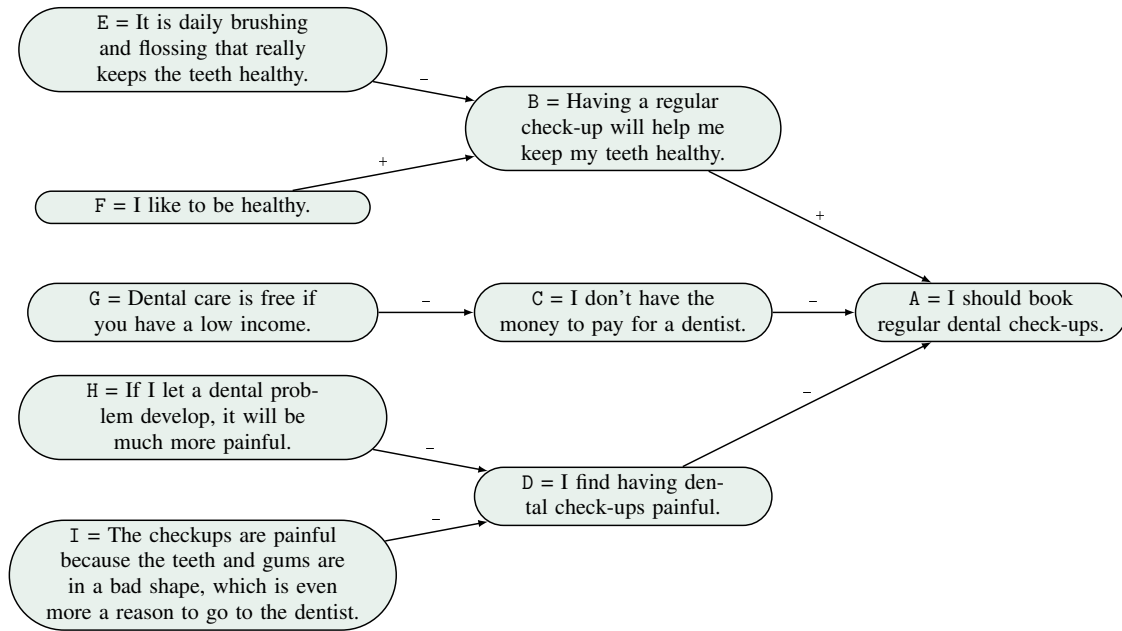 E = It is daily brushing
and flossing that really
keeps the teeth healthy.
–
B = Having a regular
check-up will help me
keep my teeth healthy.
+
F = I like to be healthy.
+
G = Dental care is free if
you have a low income.
–
C = I don't have the
money to pay for a dentist.
–
A = I should book
regular dental check-ups.
H = If I let a dental prob-
lem develop, it will be
much more painful.
–
–
D = I find having den-
tal check-ups painful.
–
I = The checkups are painful
because the teeth and gums are
in a bad shape, which is even
more a reason to go to the dentist.